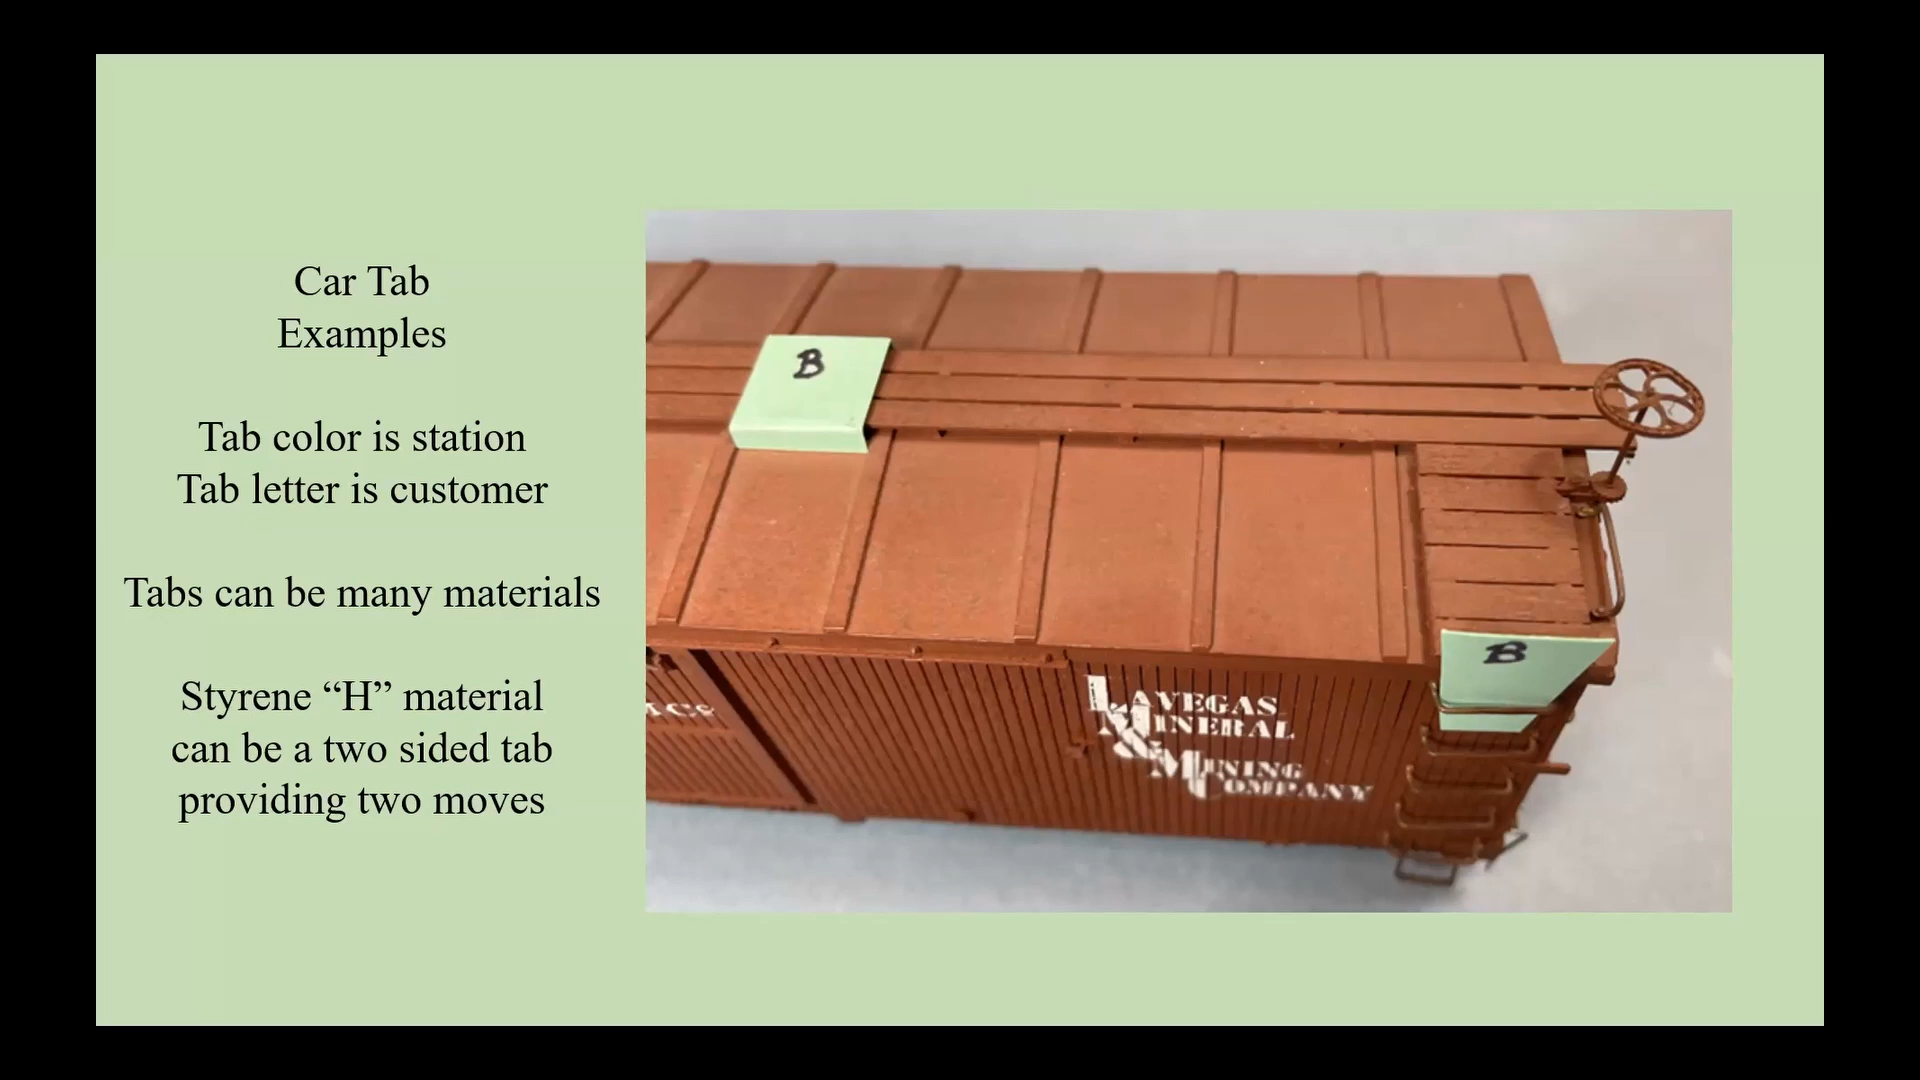 Car Tab
Examples
Tab color is station
Tab letter is customer
Tabs can be many materials
Styrene “H” material
can be a two sided tab
providing two moves
B
B
LAVEGAS
MINERAL
&
MINING
COMPANY